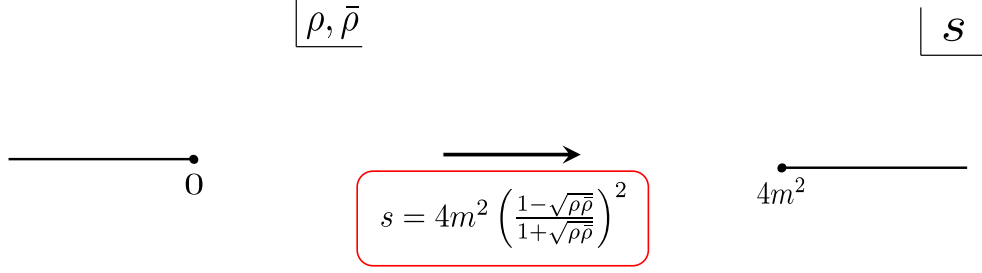 ρ, ρ̄
s
0
4m²
s = 4m² ( (1−√ρρ̄) / (1+√ρρ̄) )²